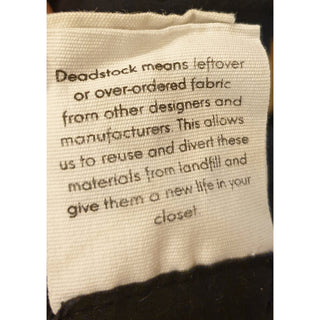 Deadstock means leftover
or over-ordered fabric
from other designers and
manufacturers. This allows
us to reuse and divert these
materials from landfill and
give them a new life in your
closet.